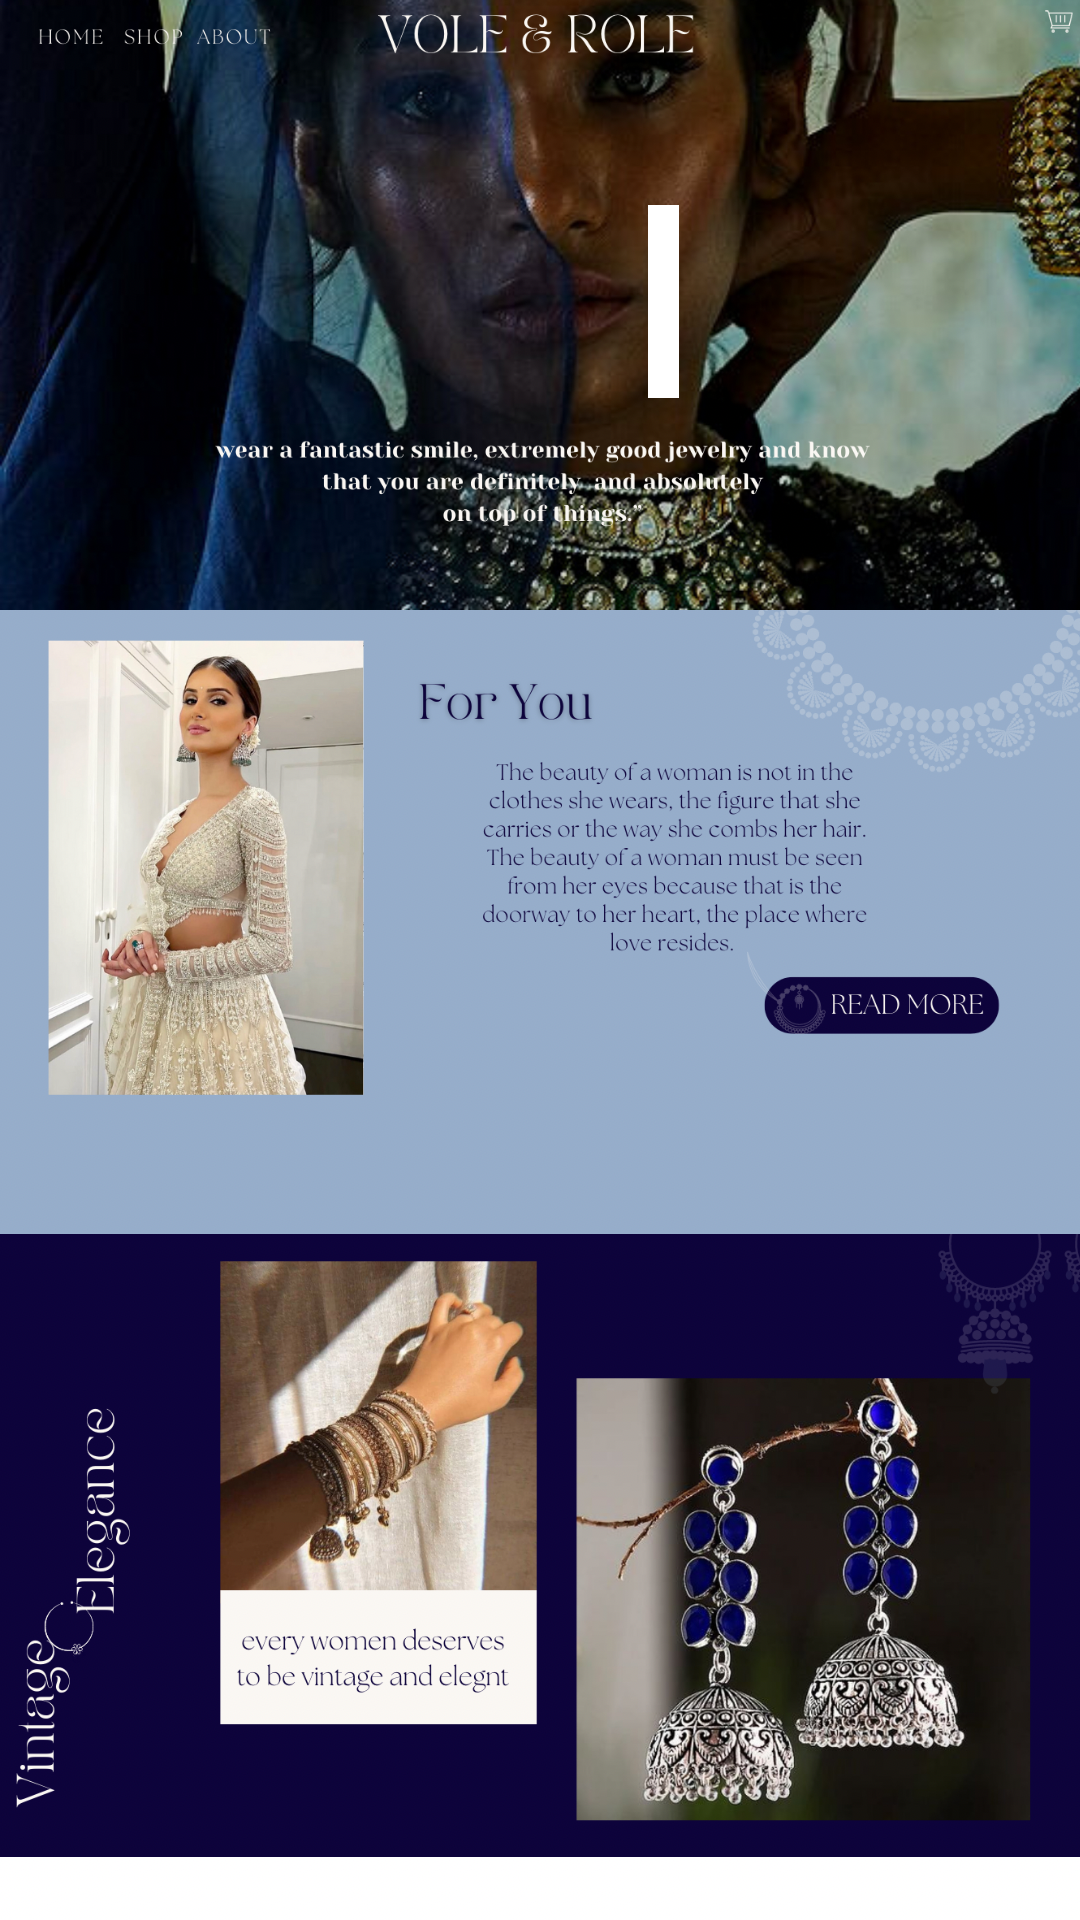 HOME SHOP ABOUT
VOLE & ROLE
wear a fantastic smile, extremely good jewelry and know
that you are definitely and absolutely
on top of things.”
For You
The beauty of a woman is not in the
clothes she wears, the figure that she
carries or the way she combs her hair.
The beauty of a woman must be seen
from her eyes because that is the
doorway to her heart, the place where
love resides.
READ MORE
Vintage
Elegance
every women deserves
to be vintage and elegnt